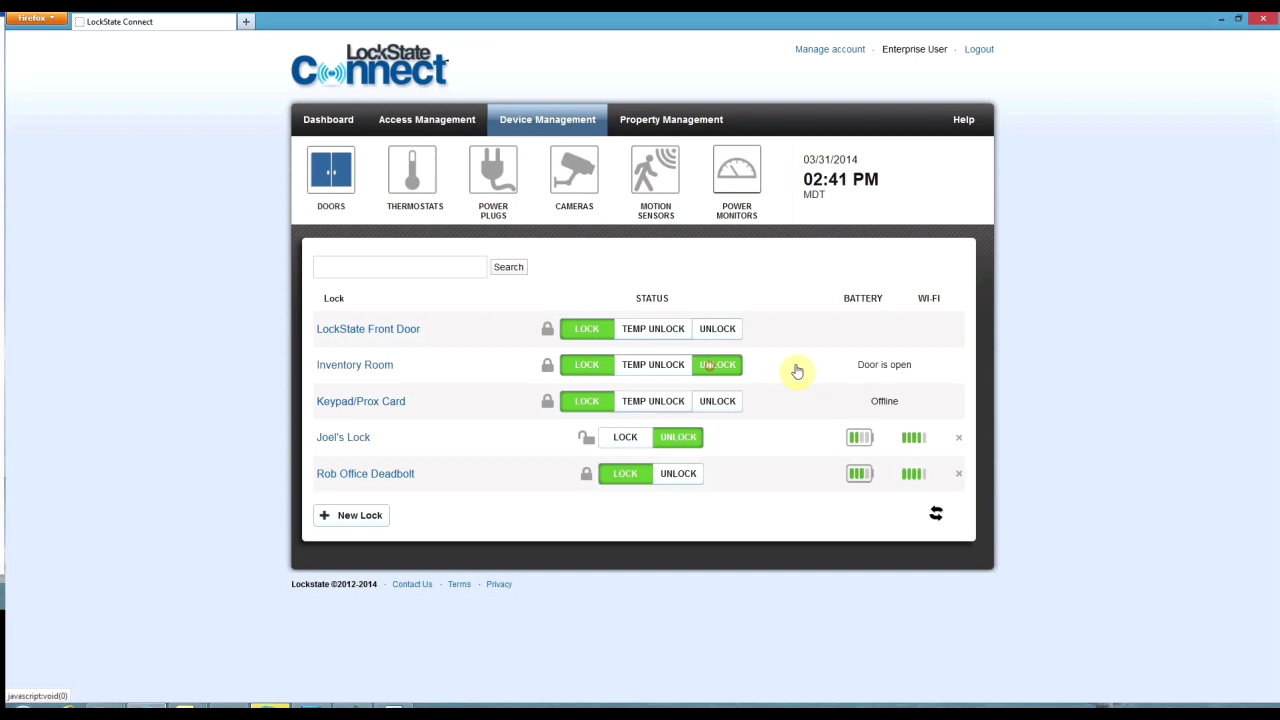 Firefox
LockState Connect
LockState
Connect
Manage account · Enterprise User · Logout
Dashboard Access Management Device Management Property Management Help
DOORS THERMOSTATS POWER PLUGS CAMERAS MOTION SENSORS POWER MONITORS
03/31/2014
02:41 PM
MDT
Search
Lock STATUS BATTERY WI-FI
LockState Front Door LOCK TEMP UNLOCK UNLOCK
Inventory Room LOCK TEMP UNLOCK UNLOCK Door is open
Keypad/Prox Card LOCK TEMP UNLOCK UNLOCK Offline
Joel's Lock LOCK UNLOCK
Rob Office Deadbolt LOCK UNLOCK
+ New Lock
Lockstate ©2012-2014 · Contact Us · Terms · Privacy
javascript:void(0)